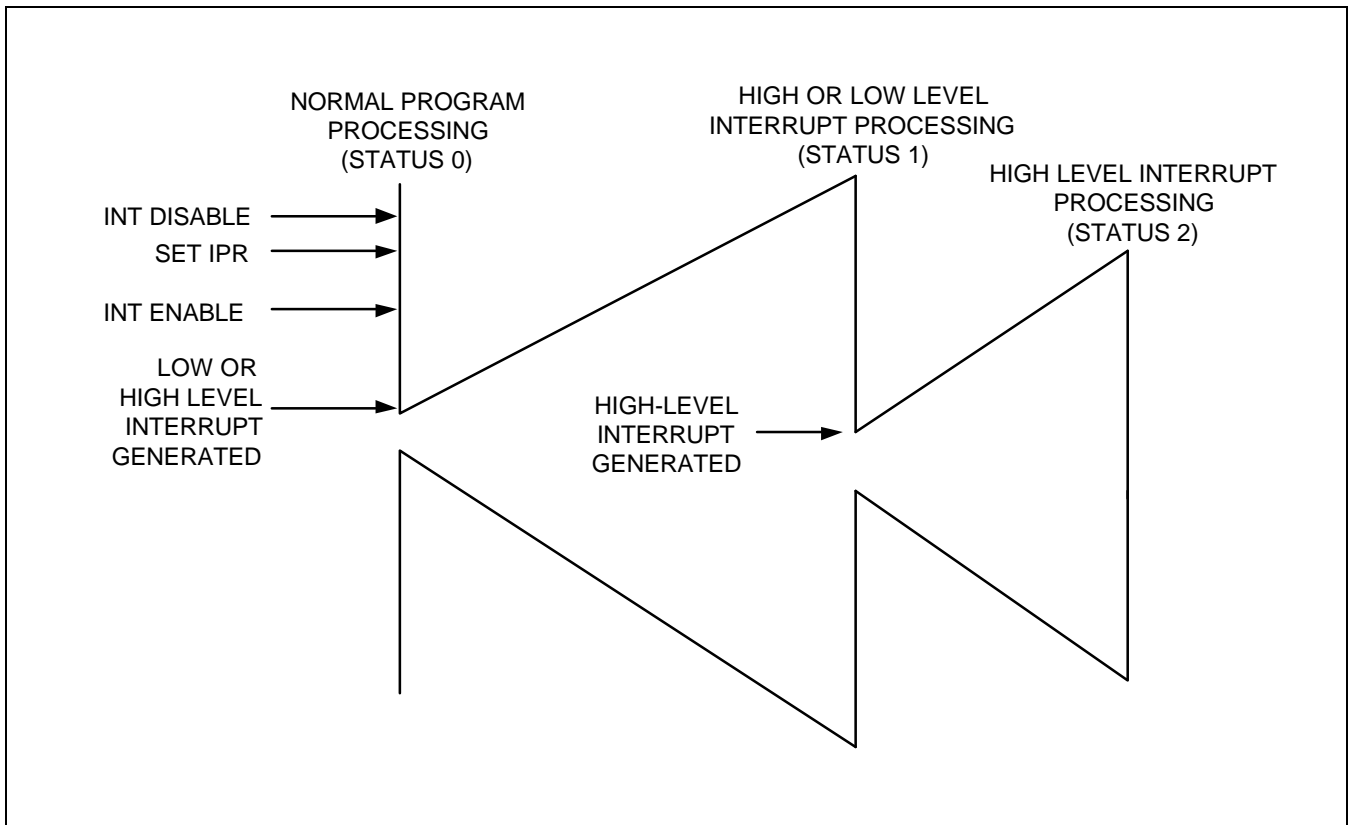 NORMAL PROGRAM
PROCESSING
(STATUS 0)
HIGH OR LOW LEVEL
INTERRUPT PROCESSING
(STATUS 1)
HIGH LEVEL INTERRUPT
PROCESSING
(STATUS 2)
INT DISABLE
SET IPR
INT ENABLE
LOW OR
HIGH LEVEL
INTERRUPT
GENERATED
HIGH-LEVEL
INTERRUPT
GENERATED